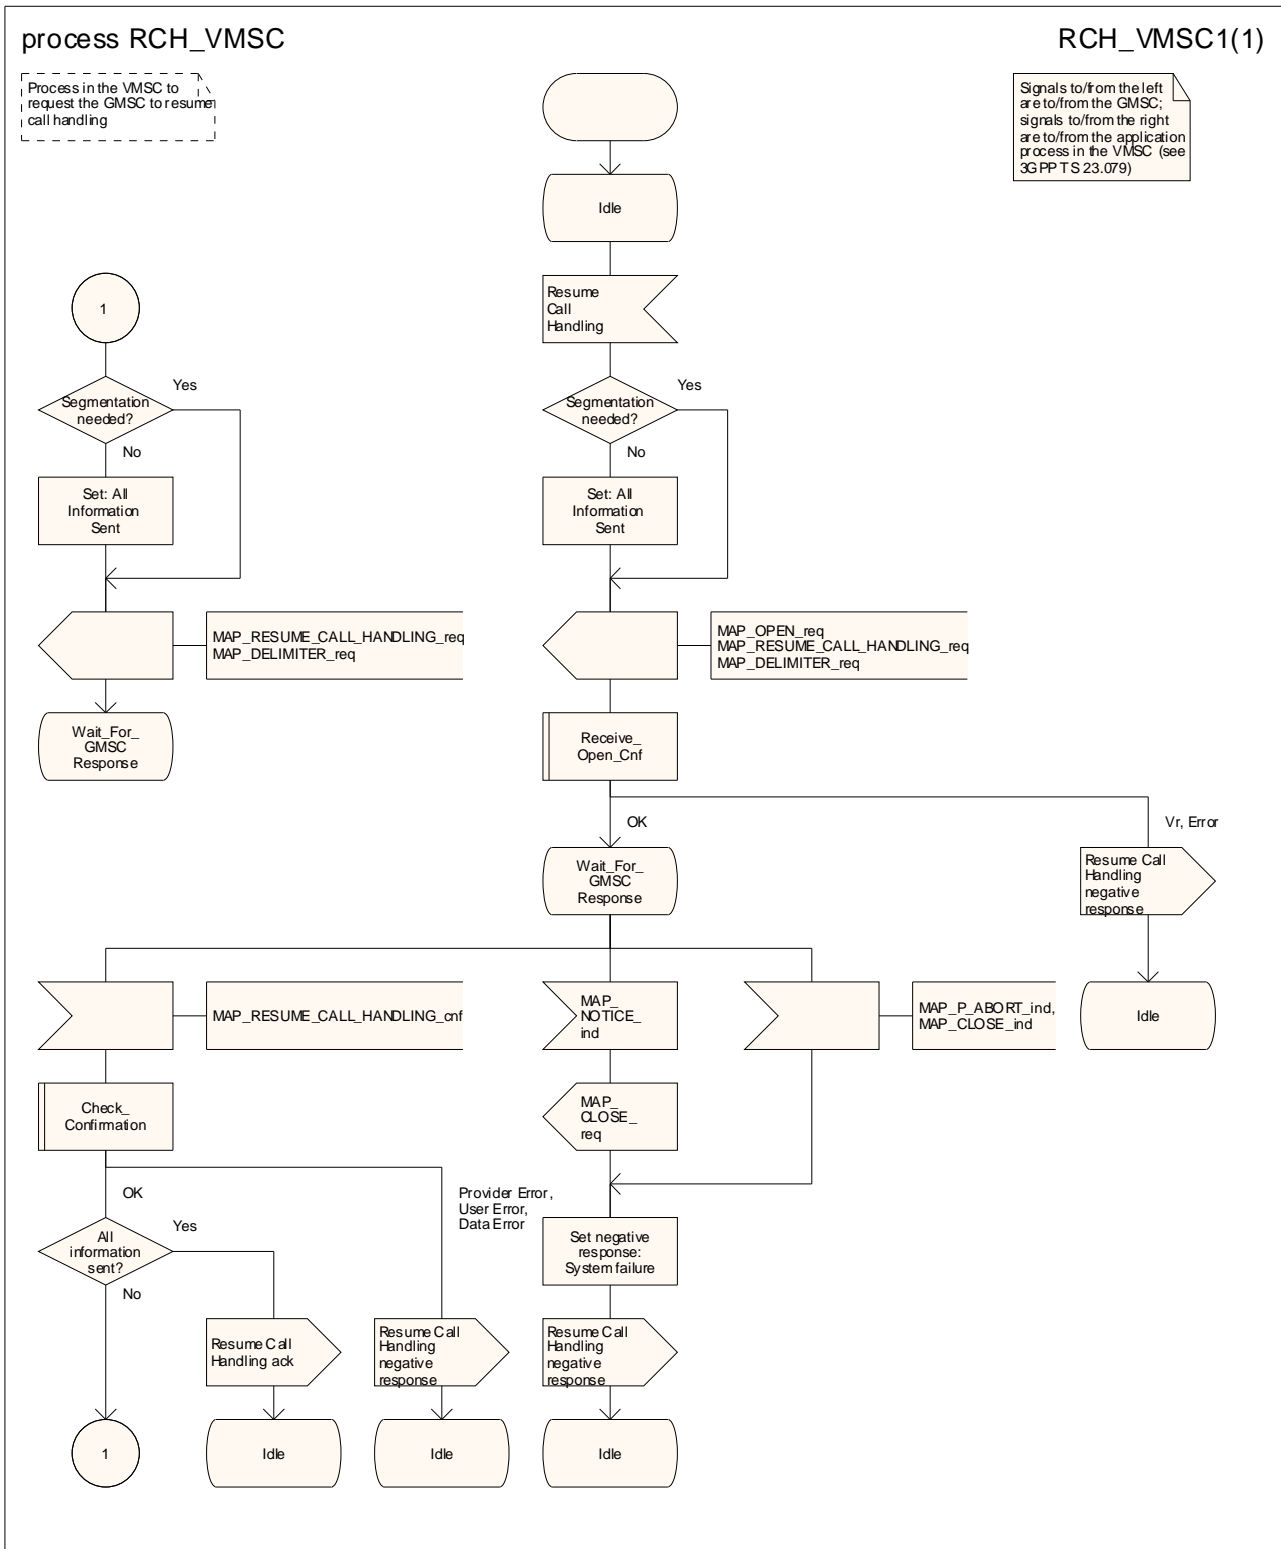 process RCH_VMSC
RCH_VMSC1(1)
Process in the VMSC to
request the GMSC to resume
call handling
Signals to/from the left
are to/from the GMSC;
signals to/from the right
are to/from the application
process in the VMSC (see
3GPP TS 23.079)
Idle
1
Resume
Call
Handling
Segmentation
needed?
Yes
No
Segmentation
needed?
Yes
No
Set: All
Information
Sent
Set: All
Information
Sent
MAP_RESUME_CALL_HANDLING_req
MAP_DELIMITER_req
MAP_OPEN_req
MAP_RESUME_CALL_HANDLING_req
MAP_DELIMITER_req
Wait_For_
GMSC
Response
Receive_
Open_Cnf
OK
Vr, Error
Wait_For_
GMSC
Response
Resume Call
Handling
negative
response
MAP_RESUME_CALL_HANDLING_cnf
MAP_
NOTICE_
ind
MAP_P_ABORT_ind,
MAP_CLOSE_ind
Idle
Check_
Confirmation
MAP_
CLOSE_
req
OK
Provider Error,
User Error,
Data Error
All
information
sent?
Yes
No
Set negative
response:
System failure
Resume Call
Handling ack
Resume Call
Handling
negative
response
Resume Call
Handling
negative
response
1
Idle
Idle
Idle